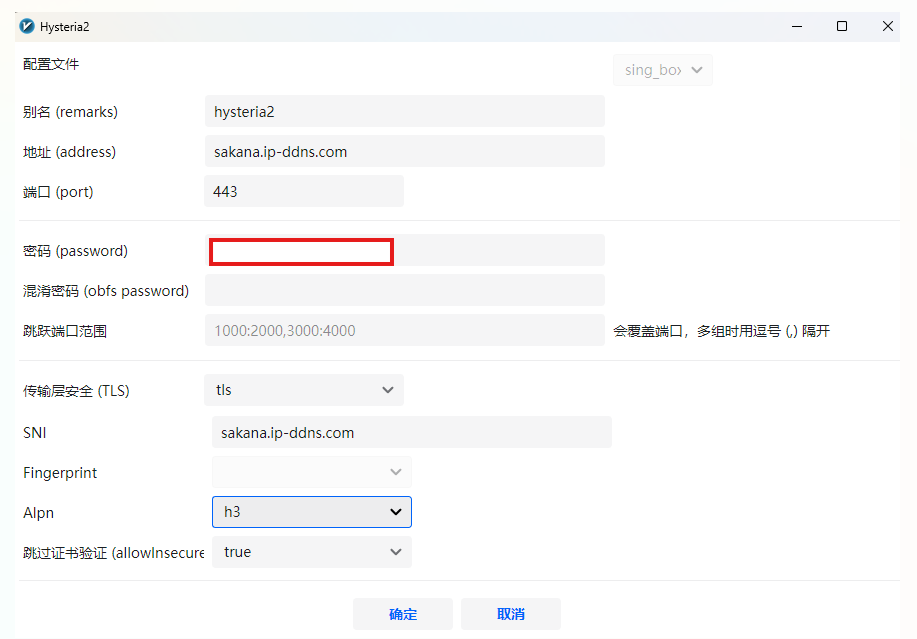 Hysteria2
配置文件
sing_box
别名 (remarks)
hysteria2
地址 (address)
sakana.ip-ddns.com
端口 (port)
443
密码 (password)
混淆密码 (obfs password)
跳跃端口范围
1000:2000,3000:4000
会覆盖端口，多组时用逗号 (,) 隔开
传输层安全 (TLS)
tls
SNI
sakana.ip-ddns.com
Fingerprint
Alpn
h3
跳过证书验证 (allowInsecure
true
确定
取消